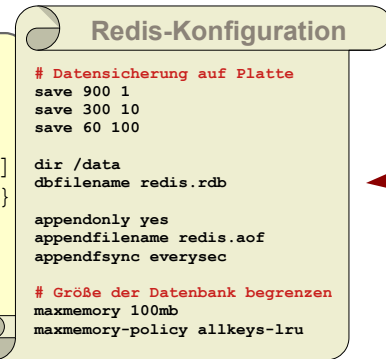 Redis-Konfiguration
# Datensicherung auf Platte
save 900 1
save 300 10
save 60 100
]
dir /data
}
dbfilename redis.rdb
appendonly yes
appendfilename redis.aof
appendfsync everysec
# Größe der Datenbank begrenzen
maxmemory 100mb
maxmemory-policy allkeys-lru